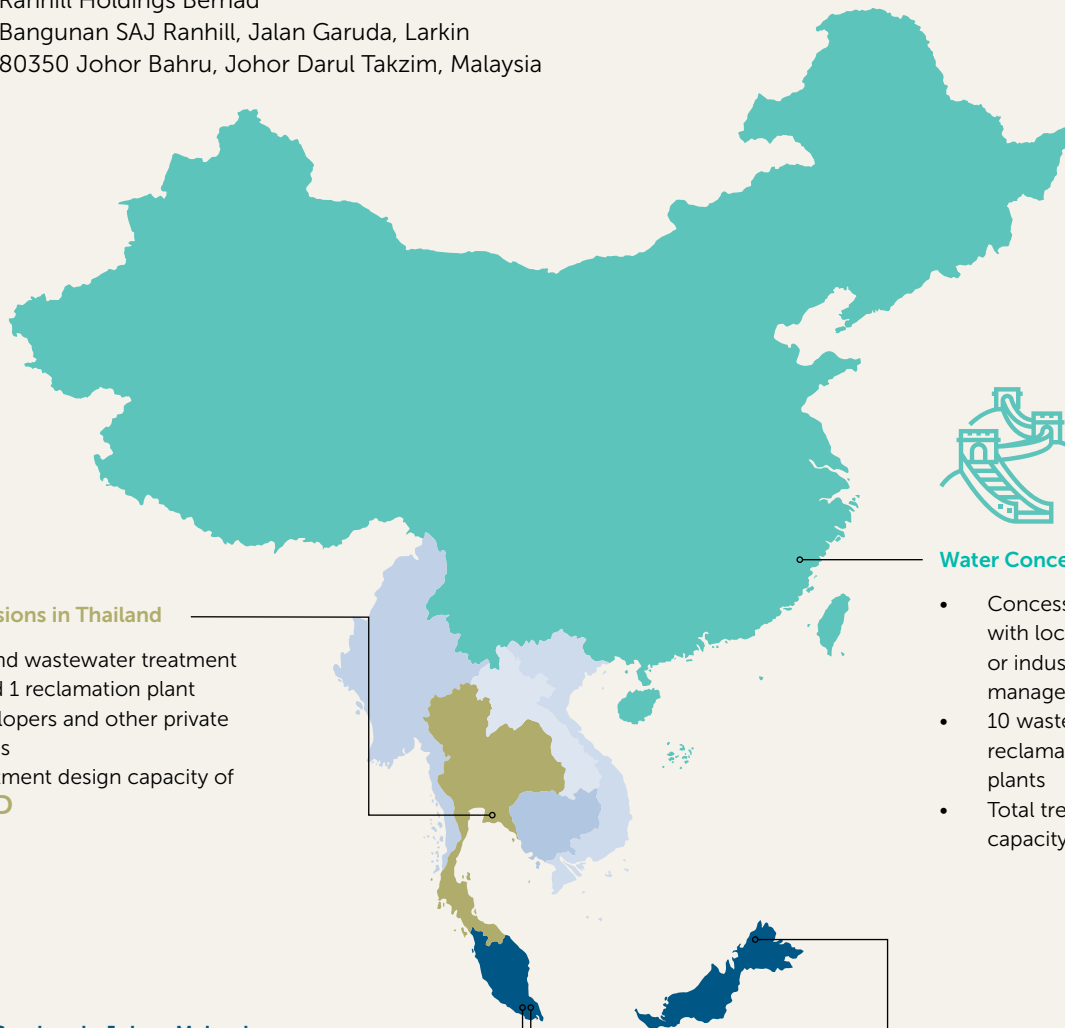 Ranhill Holdings Berhad
Bangunan SAJ Ranhill, Jalan Garuda, Larkin
80350 Johor Bahru, Johor Darul Takzim, Malaysia
Water Conce
• Concess
with loc
or indus
manage
• 10 waste
reclama
plants
• Total tre
capacity
sions in Thailand
nd wastewater treatment
d 1 reclamation plant
lopers and other private
s
tment design capacity of
D